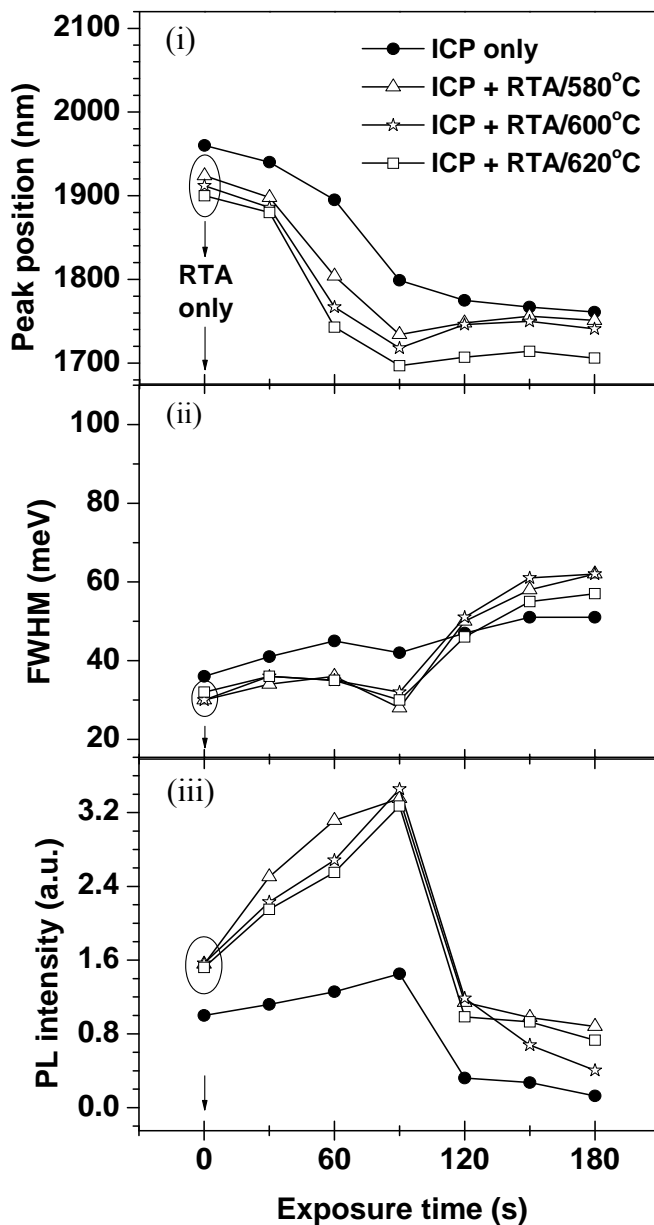 (i)
ICP only
ICP + RTA/580°C
ICP + RTA/600°C
ICP + RTA/620°C
2100
2000
1900
1800
1700
Peak position (nm)
RTA
only
(ii)
100
80
60
40
20
FWHM (meV)
(iii)
3.2
2.4
1.6
0.8
0.0
PL intensity (a.u.)
0 60 120 180
Exposure time (s)